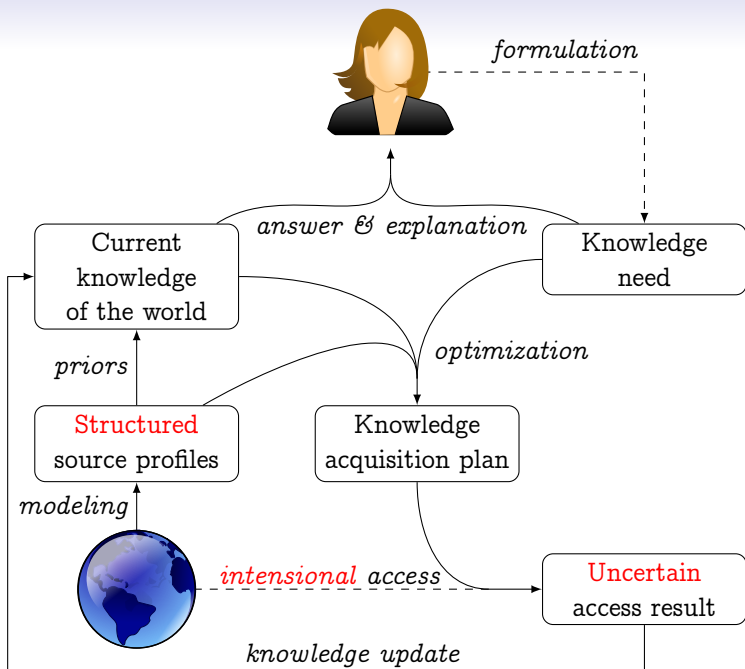 formulation
answer & explanation
Current
knowledge
of the world
Knowledge
need
priors
optimization
Structured
source profiles
Knowledge
acquisition plan
modeling
intensional access
Uncertain
access result
knowledge update